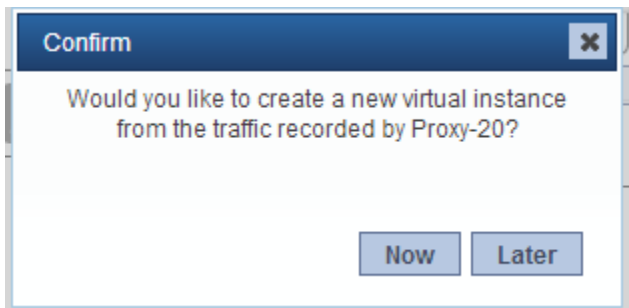 Confirm
Would you like to create a new virtual instance
from the traffic recorded by Proxy-20?
Now Later